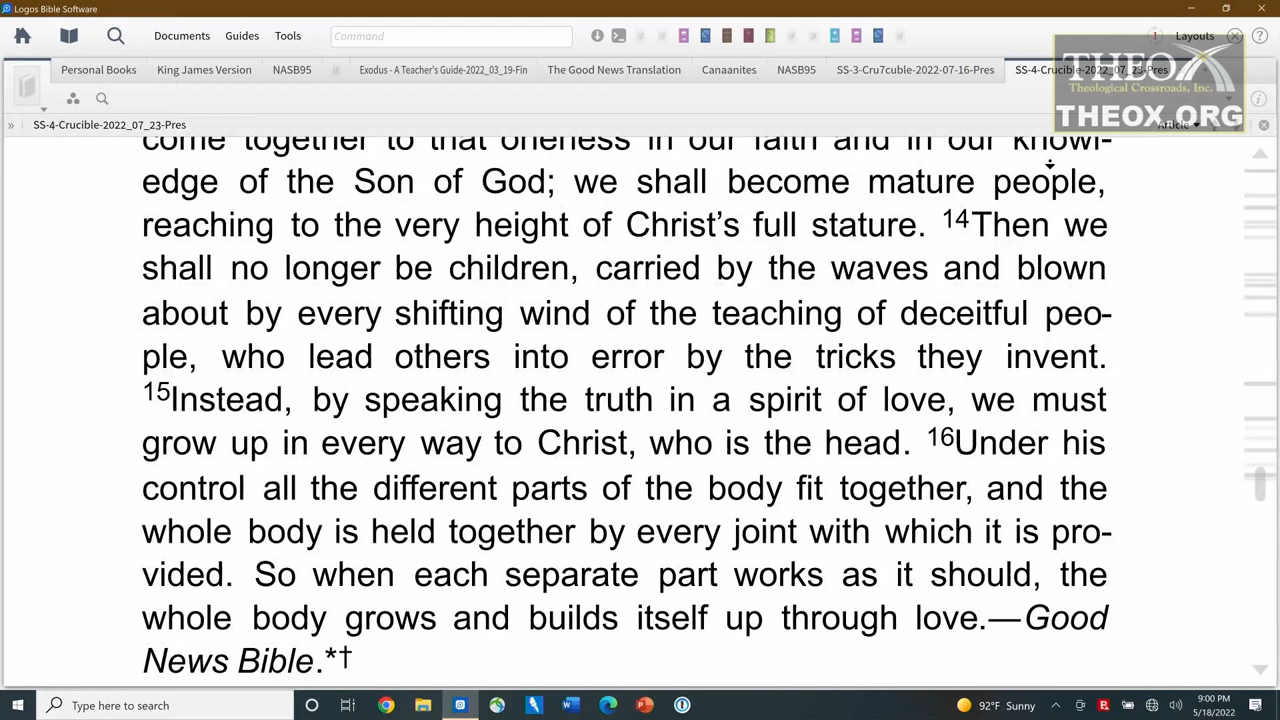 Logos Bible Software
Documents Guides Tools Command Layouts
Personal Books King James Version NASB95 2022_03_19-Fin The Good News Translation Canaanites NASB95 SS-3-Cru7cuble-2022-07-16-Pres SS-4-Crucible-2022_07_23-Pres
THEOX
Theological Crossroads, Inc.
THEOX.ORG
SS-4-Crucible-2022_07_23-Pres Article
come together to that oneness in our faith and in our knowl-
edge of the Son of God; we shall become mature people,
reaching to the very height of Christ’s full stature. 14Then we
shall no longer be children, carried by the waves and blown
about by every shifting wind of the teaching of deceitful peo-
ple, who lead others into error by the tricks they invent.
15Instead, by speaking the truth in a spirit of love, we must
grow up in every way to Christ, who is the head. 16Under his
control all the different parts of the body fit together, and the
whole body is held together by every joint with which it is pro-
vided. So when each separate part works as it should, the
whole body grows and builds itself up through love.—Good
News Bible.*†
Type here to search 92°F Sunny 9:00 PM
5/18/2022